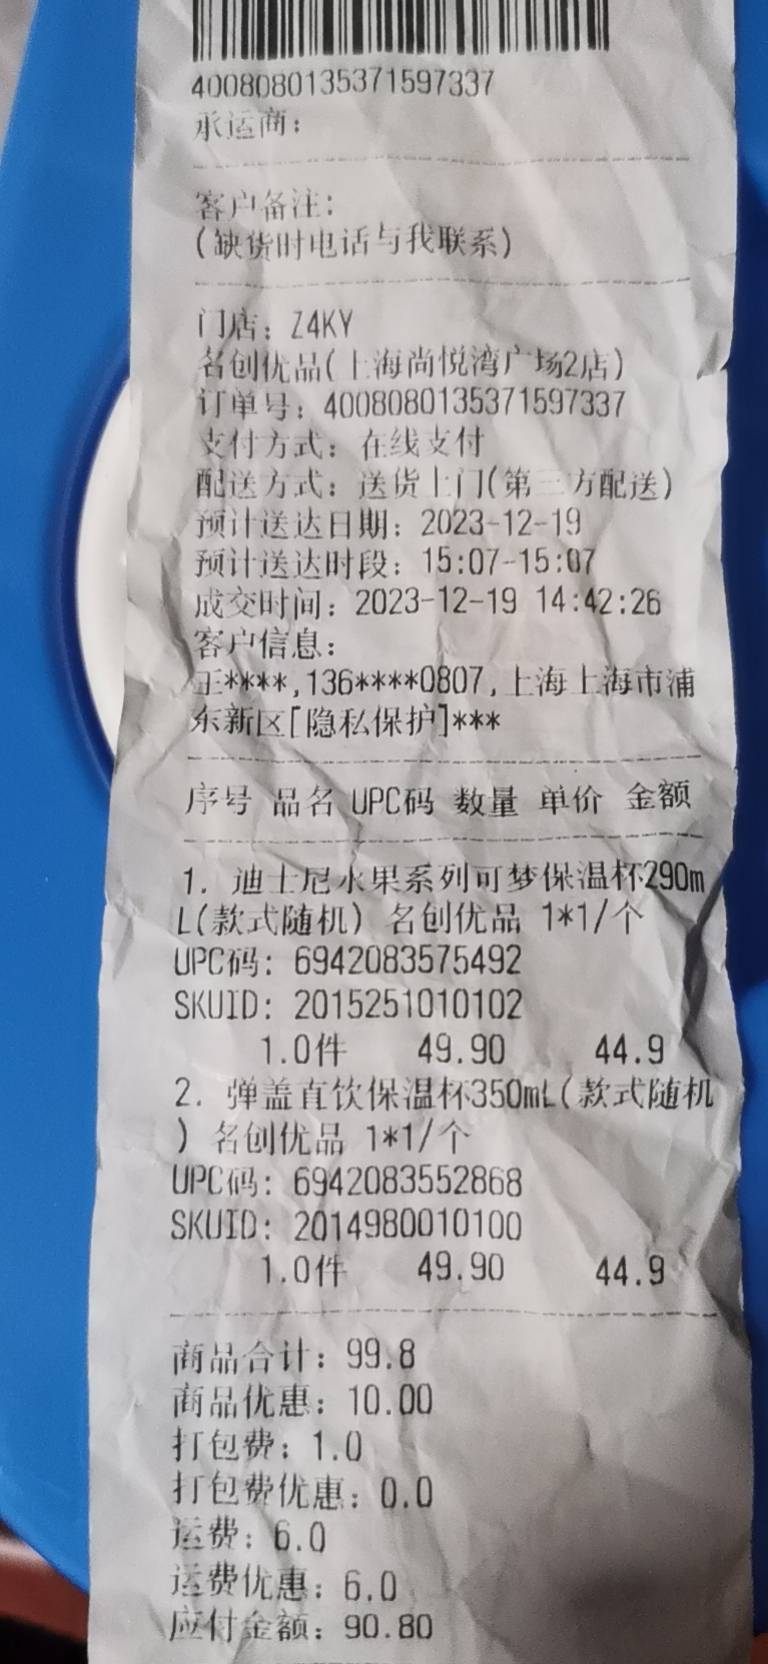 4008080135371597337
承运商：
客户备注：
(缺货时电话与我联系)
门店：Z4KY
名创优品(上海尚悦湾广场2店)
订单号：4008080135371597337
支付方式：在线支付
配送方式：送货上门(第三方配送)
预计送达日期：2023-12-19
预计送达时段：15:07-15:07
成交时间：2023-12-19 14:42:26
客户信息：
王****,136****0807,上海上海市浦
东新区[隐私保护]***
序号 品名 UPC码 数量 单价 金额
1. 迪士尼水果系列可梦保温杯290m
L(款式随机) 名创优品 1*1/个
UPC码：6942083575492
SKUID：2015251010102
1.0件 49.90 44.9
2. 弹盖直饮保温杯350mL(款式随机
) 名创优品 1*1/个
UPC码：6942083552868
SKUID：2014980010100
1.0件 49.90 44.9
商品合计：99.8
商品优惠：10.00
打包费：1.0
打包费优惠：0.0
运费：6.0
运费优惠：6.0
应付金额：90.80